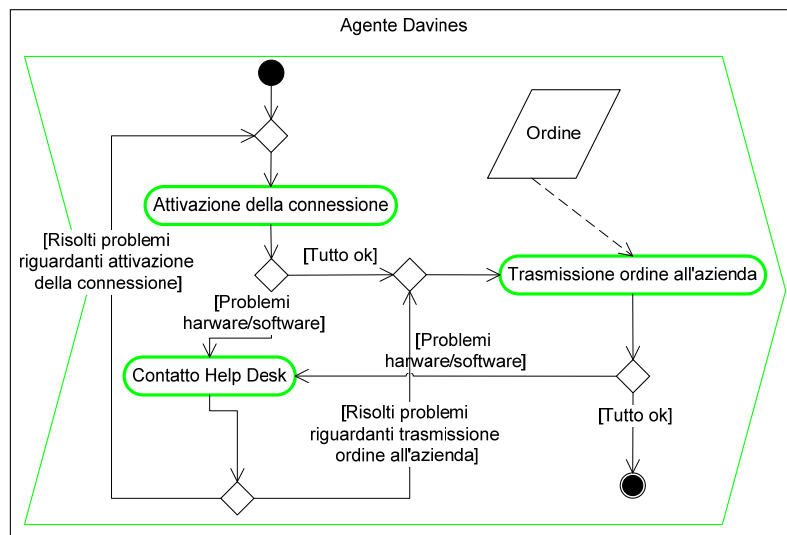 Agente Davines
Ordine
Attivazione della connessione
[Risolti problemi
riguardanti attivazione
della connessione]
[Tutto ok]
Trasmissione ordine all'azienda
[Problemi
harware/software]
[Problemi
harware/software]
Contatto Help Desk
[Risolti problemi
riguardanti trasmissione
ordine all'azienda]
[Tutto ok]